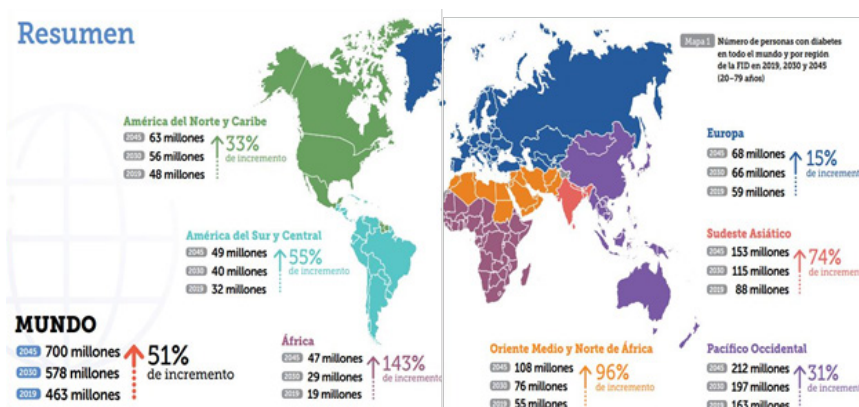 Resumen
Mapa 1 Número de personas con diabetes
en todo el mundo y por región
de la FID en 2019, 2030 y 2045
(20–79 años)
América del Norte y Caribe
2045 63 millones
2030 56 millones
2019 48 millones
33%
de incremento
América del Sur y Central
2045 49 millones
2030 40 millones
2019 32 millones
55%
de incremento
MUNDO
2045 700 millones
2030 578 millones
2019 463 millones
51%
de incremento
África
2045 47 millones
2030 29 millones
2019 19 millones
143%
de incremento
Europa
2045 68 millones
2030 66 millones
2019 59 millones
15%
de increment
Sudeste Asiático
2045 153 millones
2030 115 millones
2019 88 millones
74%
de increment
Oriente Medio y Norte de África
2045 108 millones
2030 76 millones
2019 55 millones
96%
de incremento
Pacífico Occidental
2045 212 millones
2030 197 millones
2019 163 millones
31%
de increment